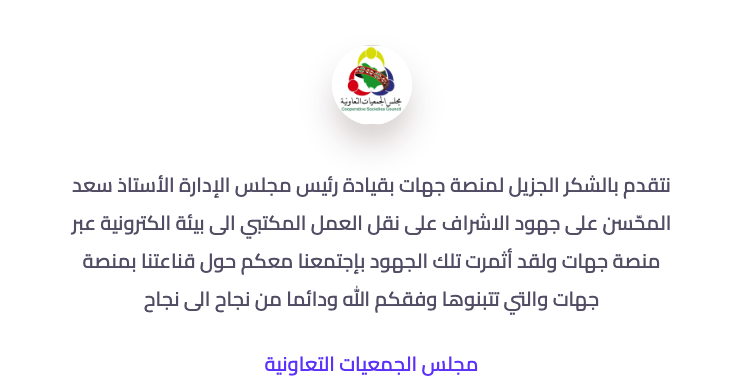 مجلس الجمعيات التعاونية
Cooperative Societies Council
نتقدم بالشكر الجزيل لمنصة جهات بقيادة رئيس مجلس الإدارة الأستاذ سعد
المحّسن على جهود الاشراف على نقل العمل المكتبي الى بيئة الكترونية عبر
منصة جهات ولقد أثمرت تلك الجهود بإجتمعنا معكم حول قناعتنا بمنصة
جهات والتي تتبنوها وفقكم الله ودائما من نجاح الى نجاح
مجلس الجمعيات التعاونية